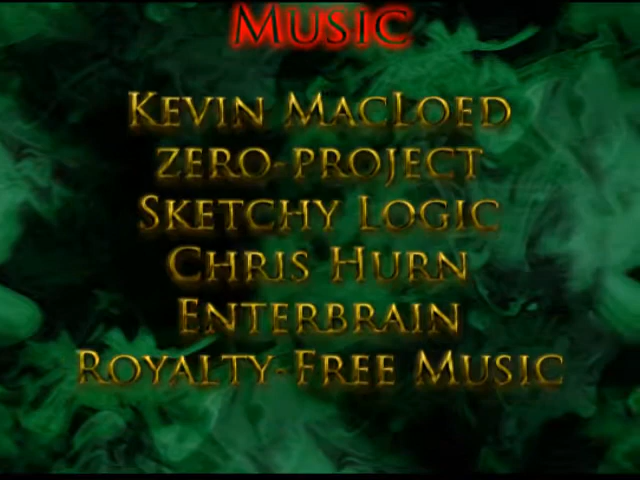 Music
Kevin MacLoed
zero-project
Sketchy Logic
Chris Hurn
Enterbrain
Royalty-Free Music